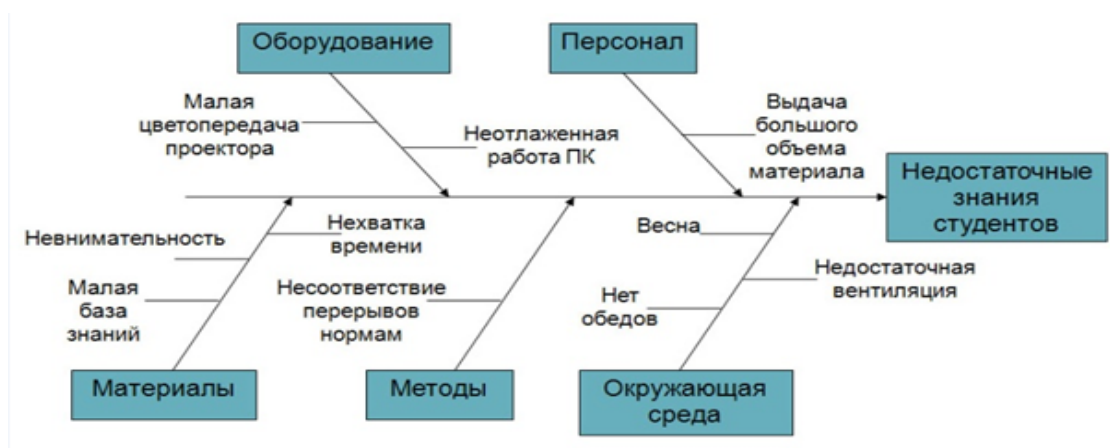 Оборудование
Персонал
Малая
цветопередача
проектора
Неотлаженная
работа ПК
Выдача
большого
объема
материала
Недостаточные
знания
студентов
Невнимательность
Нехватка
времени
Малая
база
знаний
Несоответствие
перерывов
нормам
Весна
Нет
обедов
Недостаточная
вентиляция
Материалы
Методы
Окружающая
среда